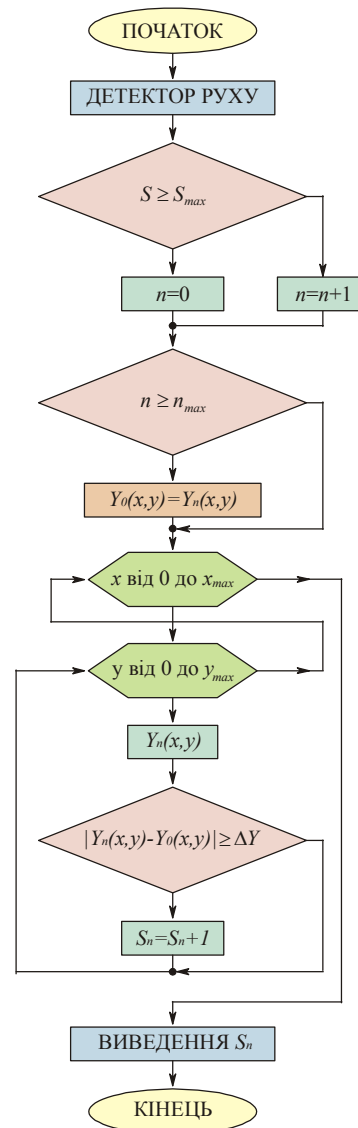 ПОЧАТОК
ДЕТЕКТОР РУХУ
S ≥ Smax
n=0
n=n+1
n ≥ nmax
Y0(x,y)=Yn(x,y)
x від 0 до xmax
y від 0 до ymax
Yn(x,y)
|Yn(x,y)-Y0(x,y)| ≥ ΔY
Sn=Sn+1
ВИВЕДЕННЯ Sn
КІНЕЦЬ